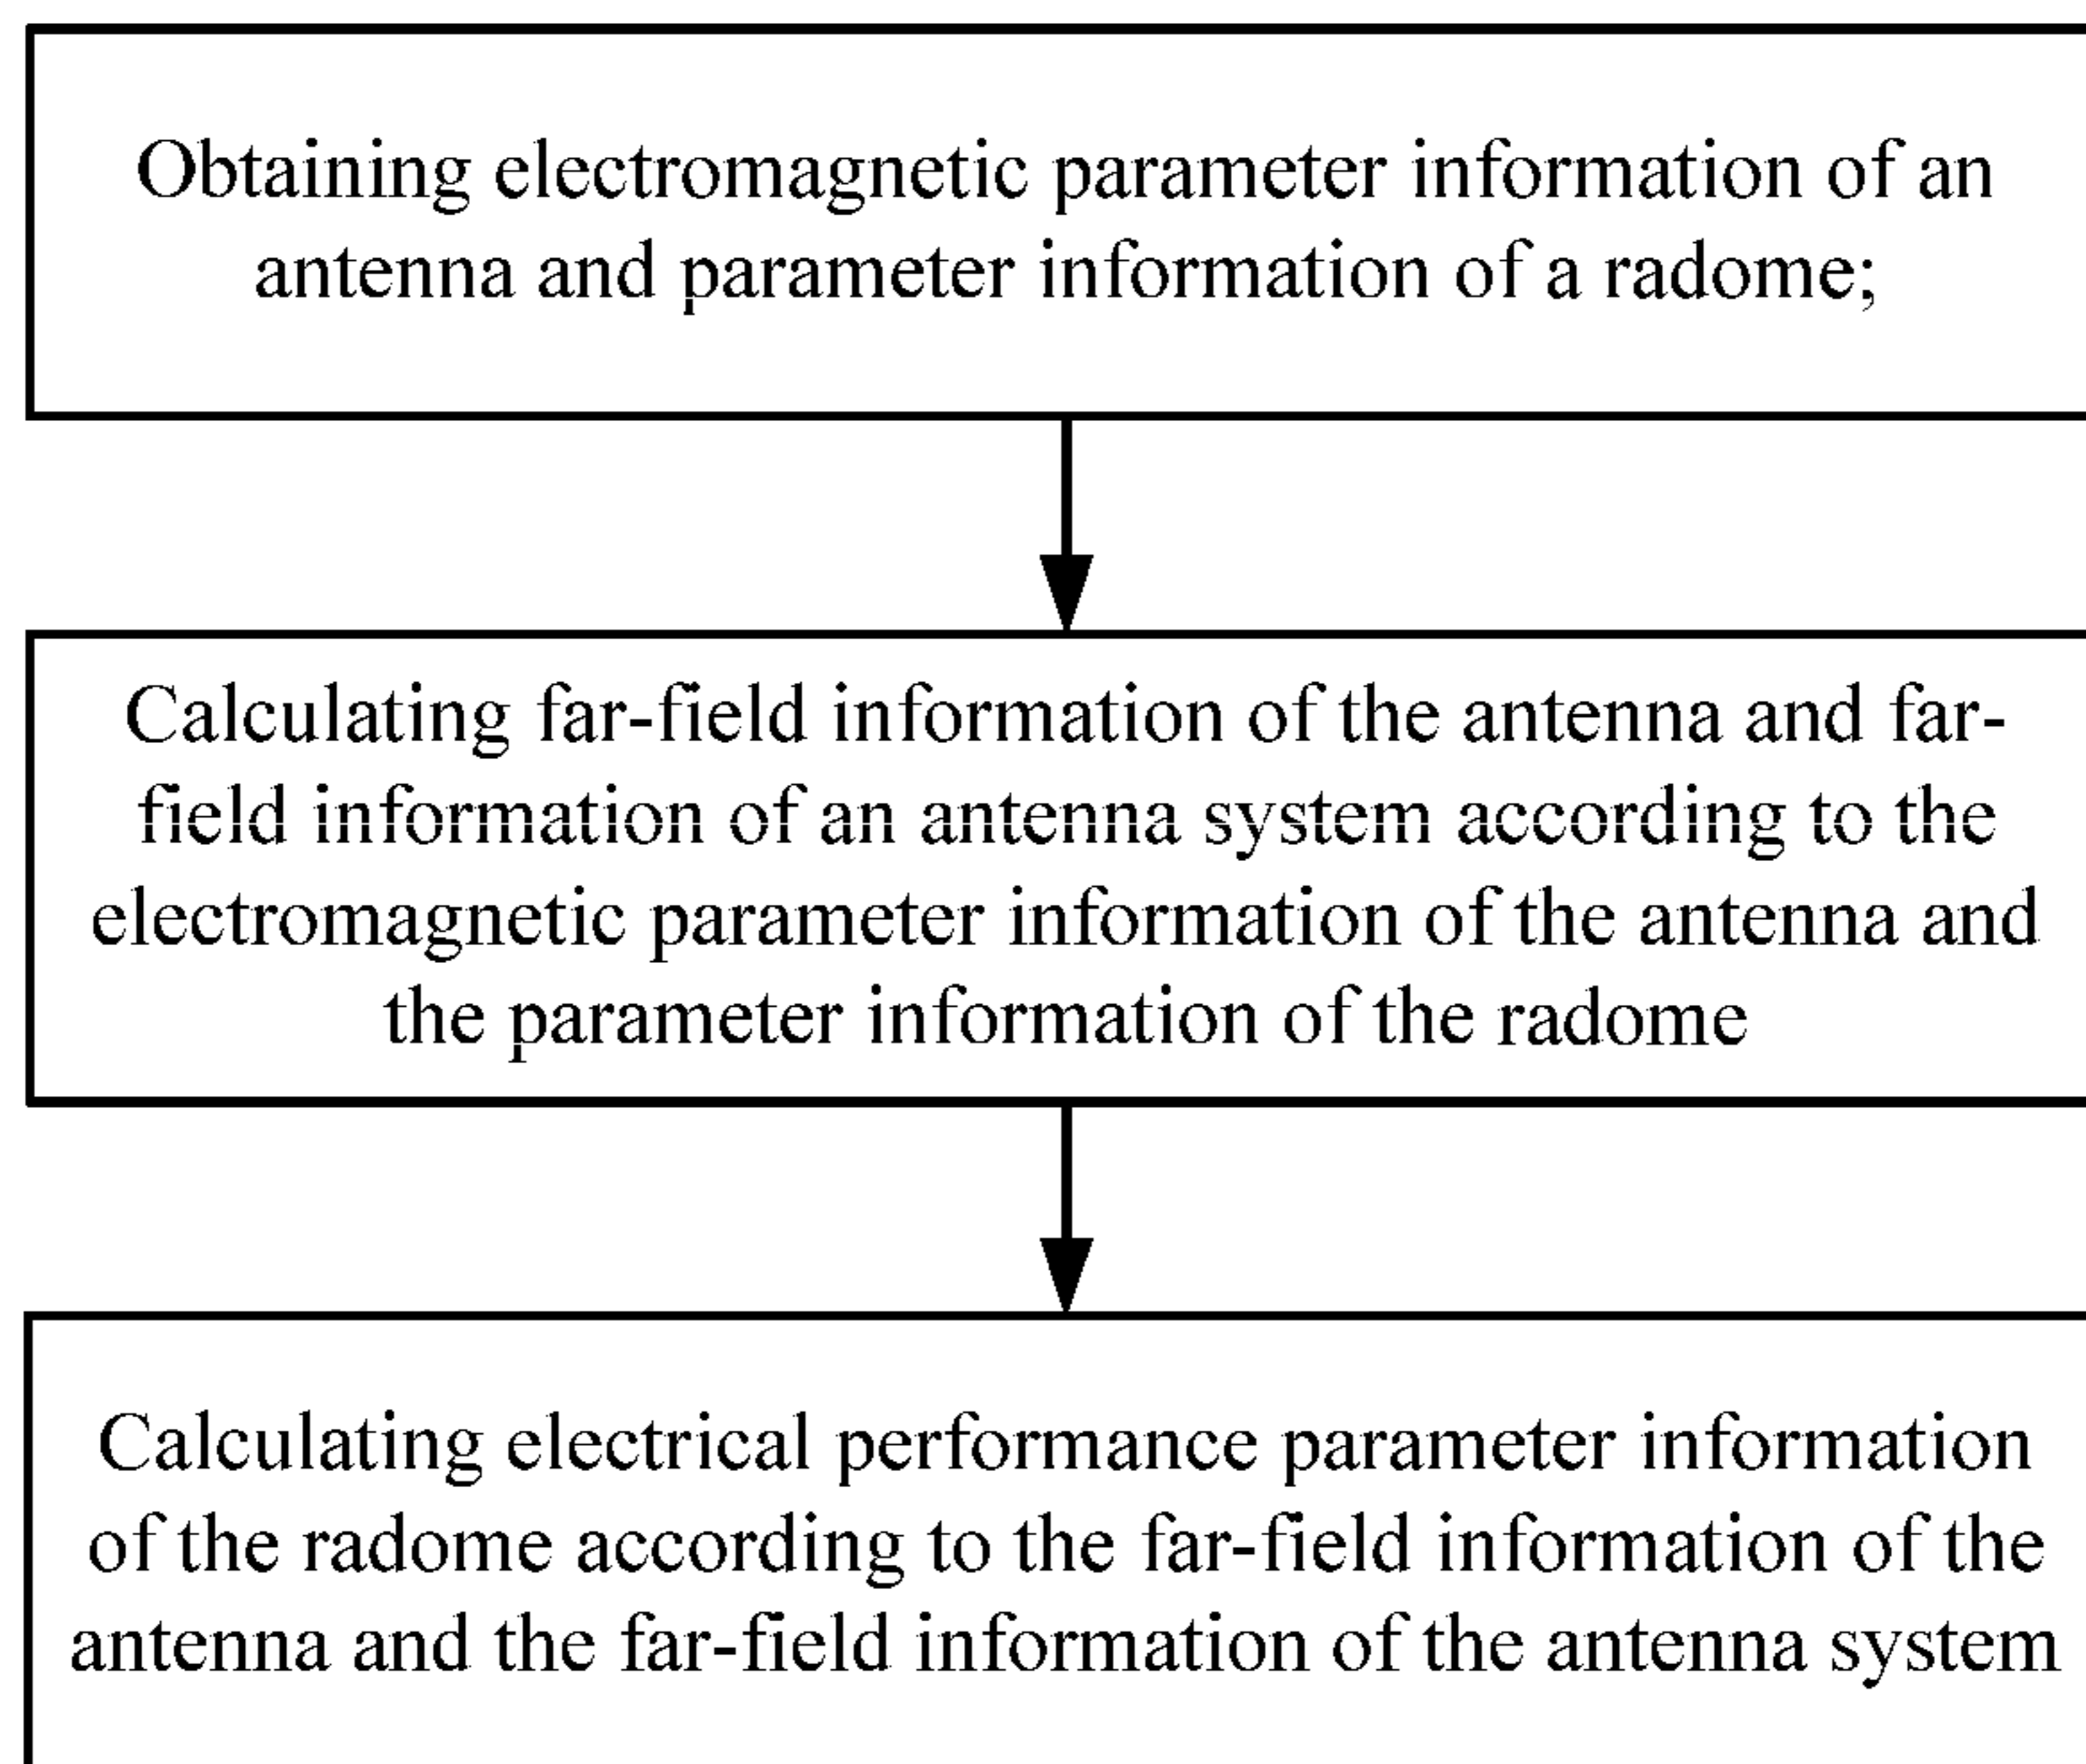 Obtaining electromagnetic parameter information of an
antenna and parameter information of a radome;
Calculating far-field information of the antenna and far-
field information of an antenna system according to the
electromagnetic parameter information of the antenna and
the parameter information of the radome
Calculating electrical performance parameter information
of the radome according to the far-field information of the
antenna and the far-field information of the antenna system